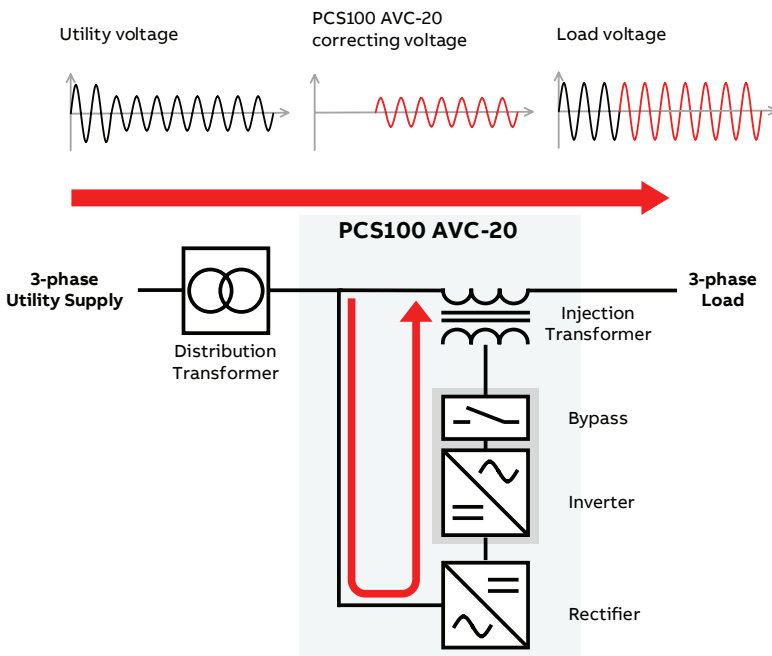 Utility voltage
PCS100 AVC-20
correcting voltage
Load voltage
PCS100 AVC-20
3-phase
Utility Supply
Distribution
Transformer
Injection
Transformer
3-phase
Load
Bypass
Inverter
Rectifier